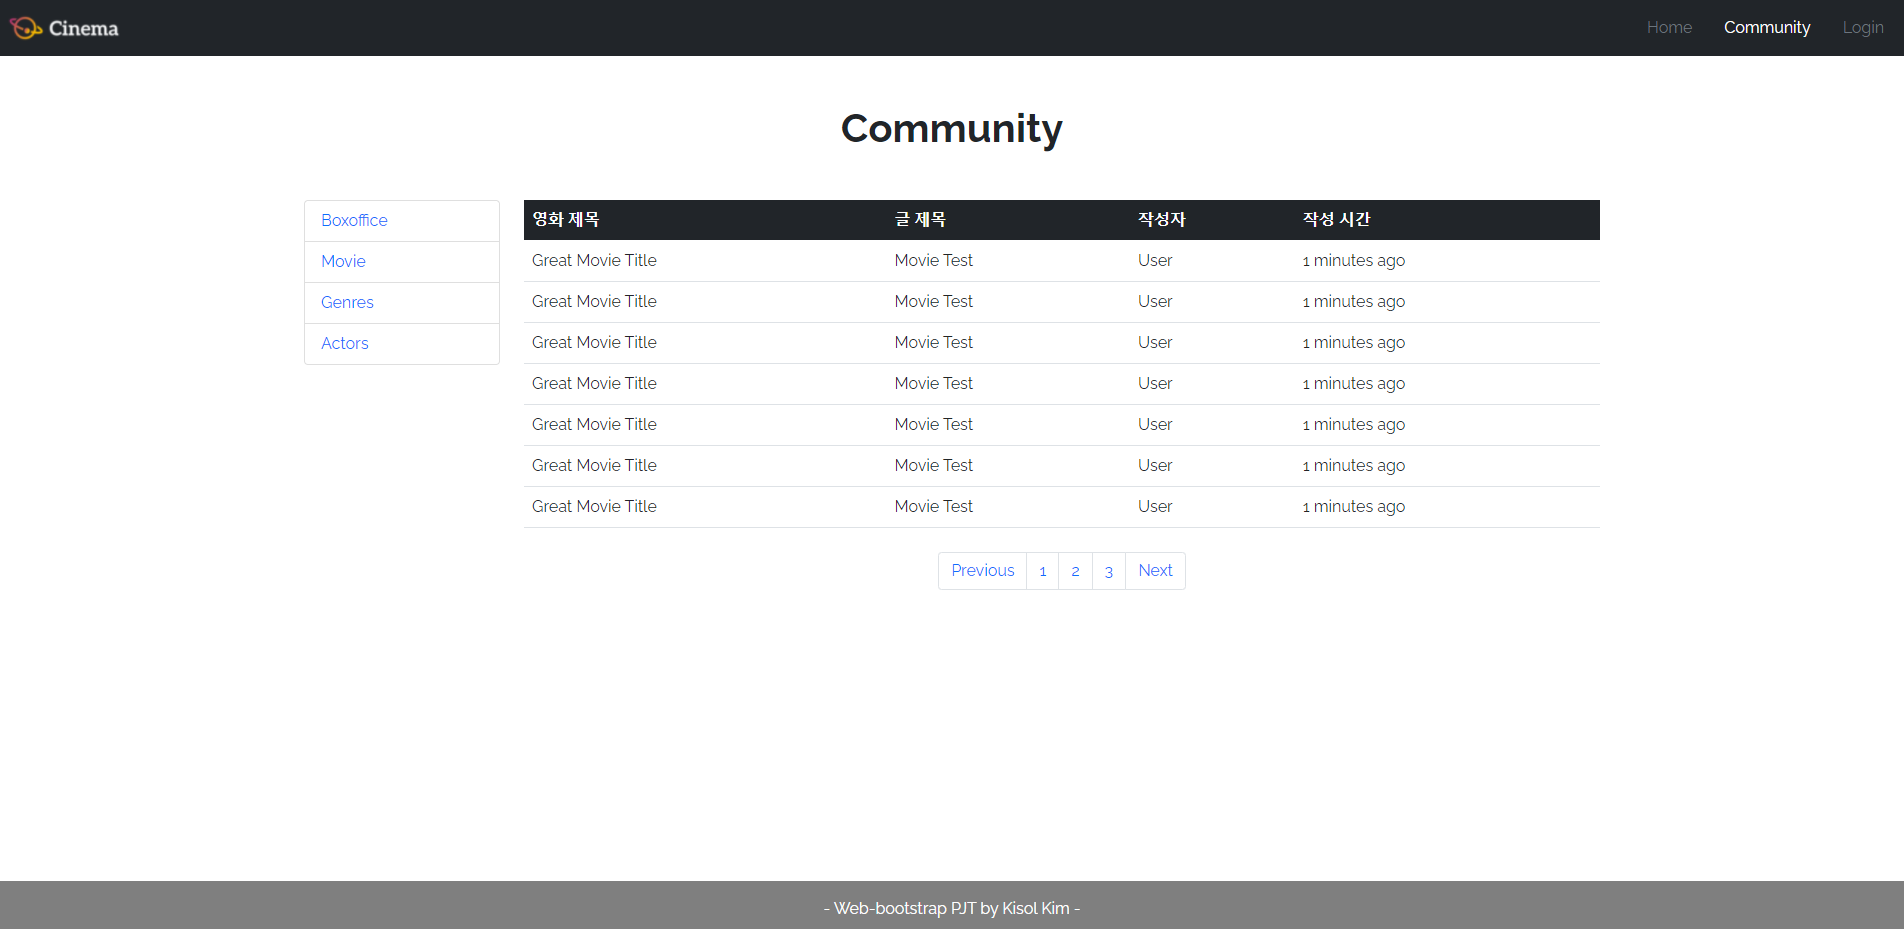 Cinema Home Community Login
Community
Boxoffice
Movie
Genres
Actors
영화 제목 글 제목 작성자 작성 시간
Great Movie Title Movie Test User 1 minutes ago
Great Movie Title Movie Test User 1 minutes ago
Great Movie Title Movie Test User 1 minutes ago
Great Movie Title Movie Test User 1 minutes ago
Great Movie Title Movie Test User 1 minutes ago
Great Movie Title Movie Test User 1 minutes ago
Great Movie Title Movie Test User 1 minutes ago
Previous 1 2 3 Next
- Web-bootstrap PJT by Kisol Kim -